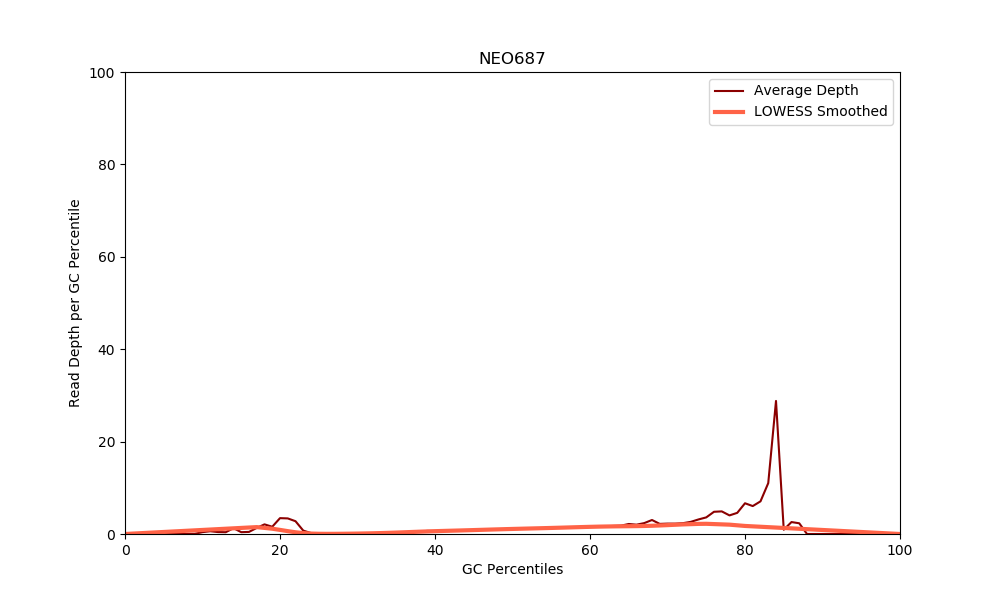 NEO687
Average Depth
LOWESS Smoothed
Read Depth per GC Percentile
100
80
60
40
20
0
0 20 40 60 80 100
GC Percentiles